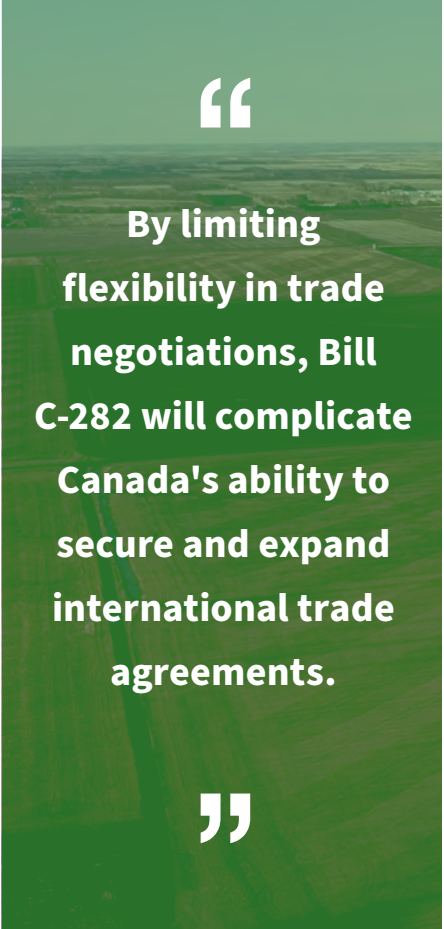 “
By limiting
flexibility in trade
negotiations, Bill
C-282 will complicate
Canada's ability to
secure and expand
international trade
agreements.
”